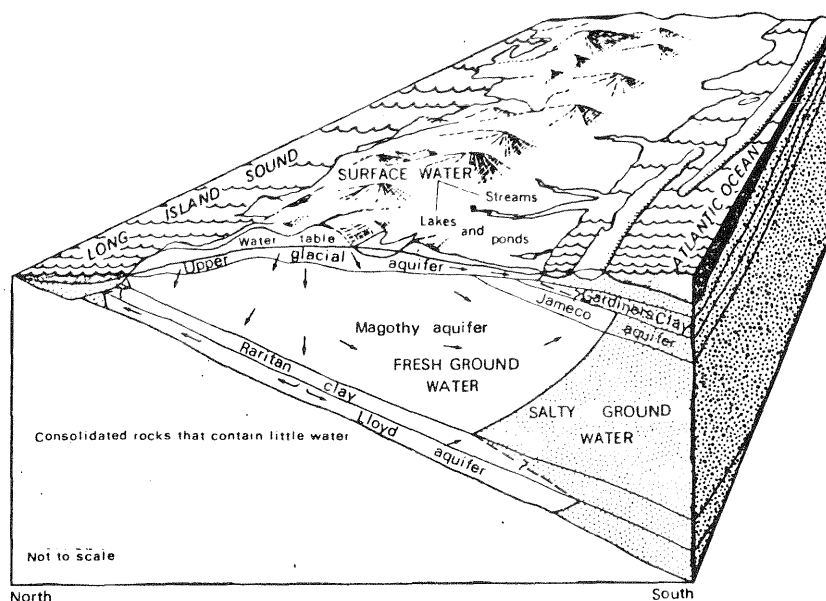 LONG ISLAND SOUND
SURFACE WATER
Streams
Lakes and ponds
ATLANTIC OCEAN
Water table
Upper glacial aquifer
Gardiners Clay
Jameco aquifer
Magothy aquifer
FRESH GROUND
WATER
Raritan clay
SALTY GROUND
WATER
Lloyd aquifer
?
?
Consolidated rocks that contain little water
Not to scale
North
South